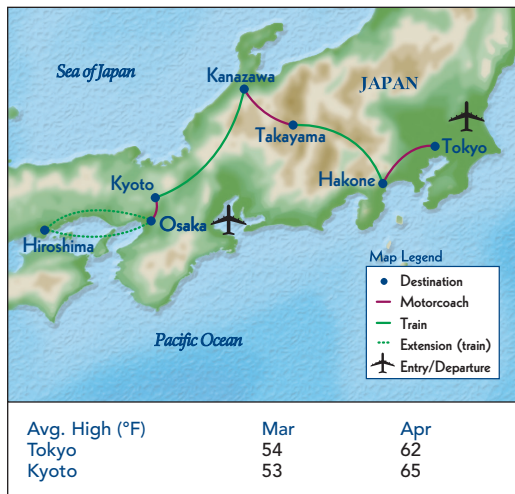 Sea of Japan
Kanazawa
JAPAN
Takayama
Tokyo
Hakone
Kyoto
Osaka
Hiroshima
Pacific Ocean
Map Legend
Destination
Motorcoach
Train
Extension (train)
Entry/Departure
Avg. High (°F) Mar Apr
Tokyo 54 62
Kyoto 53 65